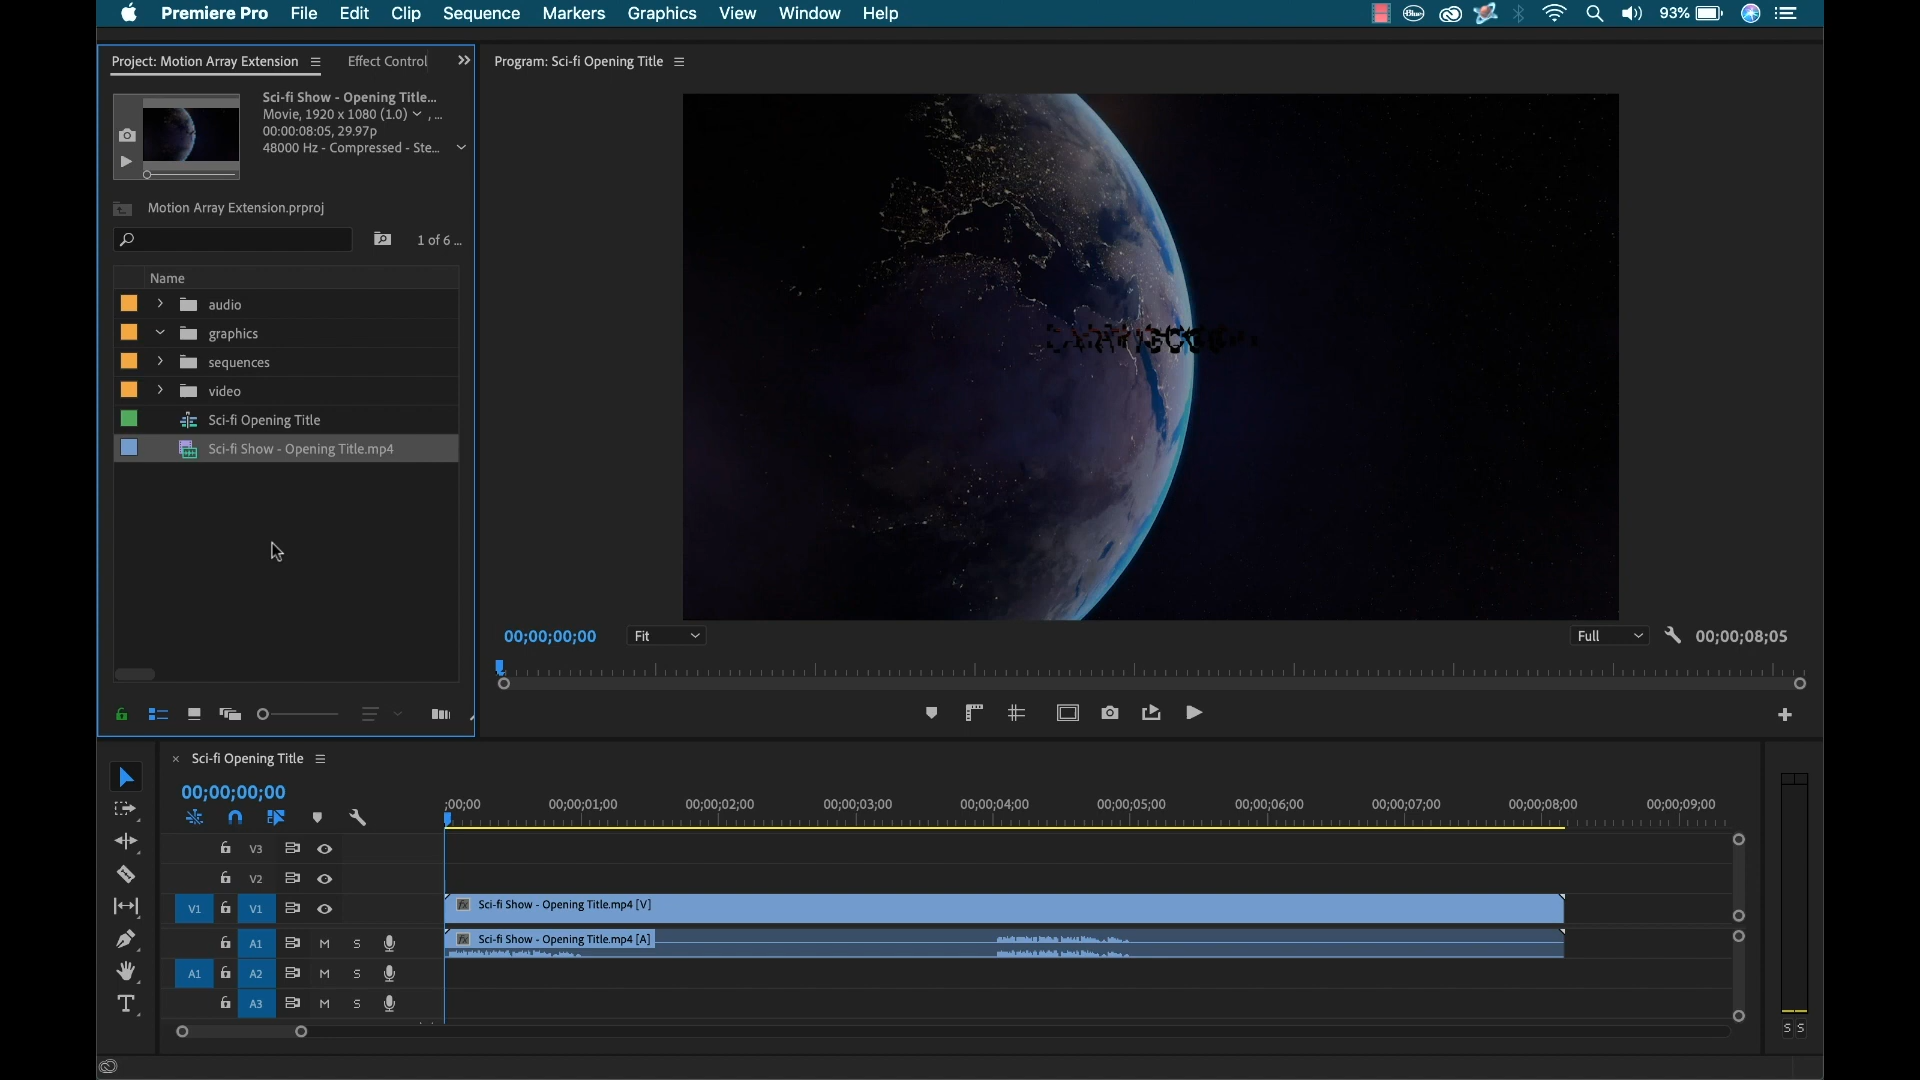 Premiere Pro File Edit Clip Sequence Markers Graphics View Window Help 93%
Project: Motion Array Extension Effect Control
Program: Sci-fi Opening Title
Sci-fi Show - Opening Title...
Movie, 1920 x 1080 (1.0) , ...
00:00:08:05, 29.97p
48000 Hz - Compressed - Ste...
Motion Array Extension.prproj
1 of 6 ...
Name
audio
graphics
sequences
video
Sci-fi Opening Title
Sci-fi Show - Opening Title.mp4
00;00;00;00 Fit Full 00;00;08;05
Sci-fi Opening Title
00;00;00;00
;00;00 00;00;01;00 00;00;02;00 00;00;03;00 00;00;04;00 00;00;05;00 00;00;06;00 00;00;07;00 00;00;08;00 00;00;09;00
V3
V2
V1 V1 Sci-fi Show - Opening Title.mp4 [V]
A1 M S Sci-fi Show - Opening Title.mp4 [A]
A1 A2 M S
A3 M S
S S